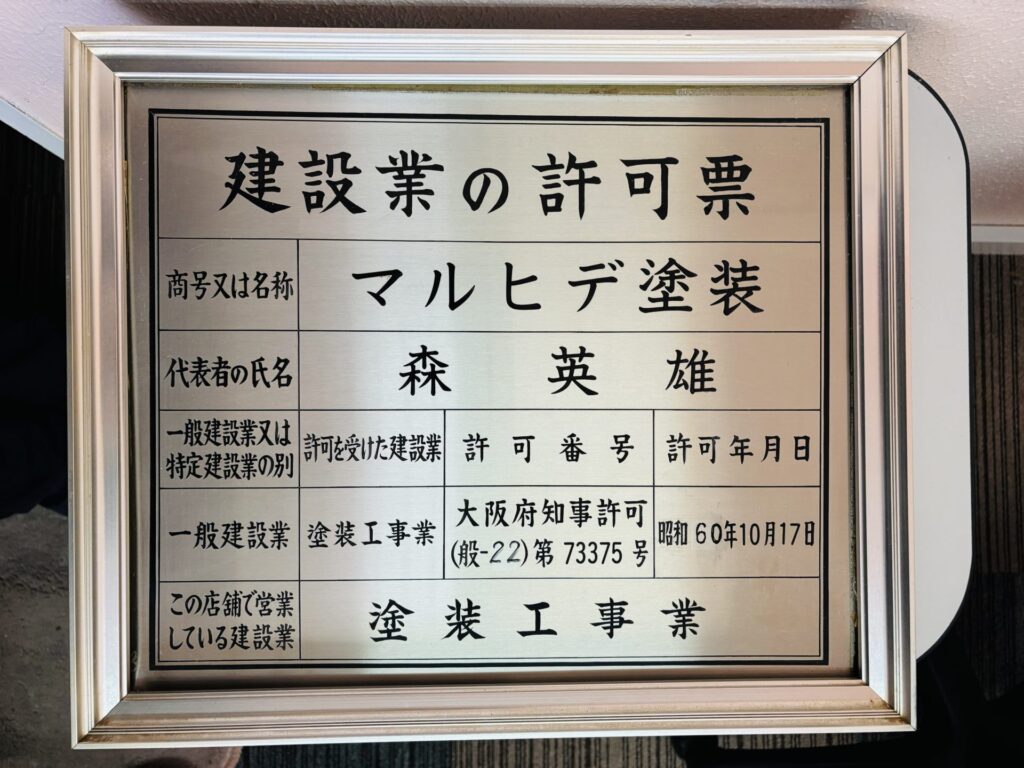 建設業の許可票
商号又は名称 マルヒデ塗装
代表者の氏名 森 英 雄
一般建設業又は
特定建設業の別
許可を受けた建設業
許可番号
許可年月日
一般建設業
塗装工事業
大阪府知事許可
(般-22)第 73375 号
昭和 60年10月17日
この店舗で営業
している建設業
塗装工事業